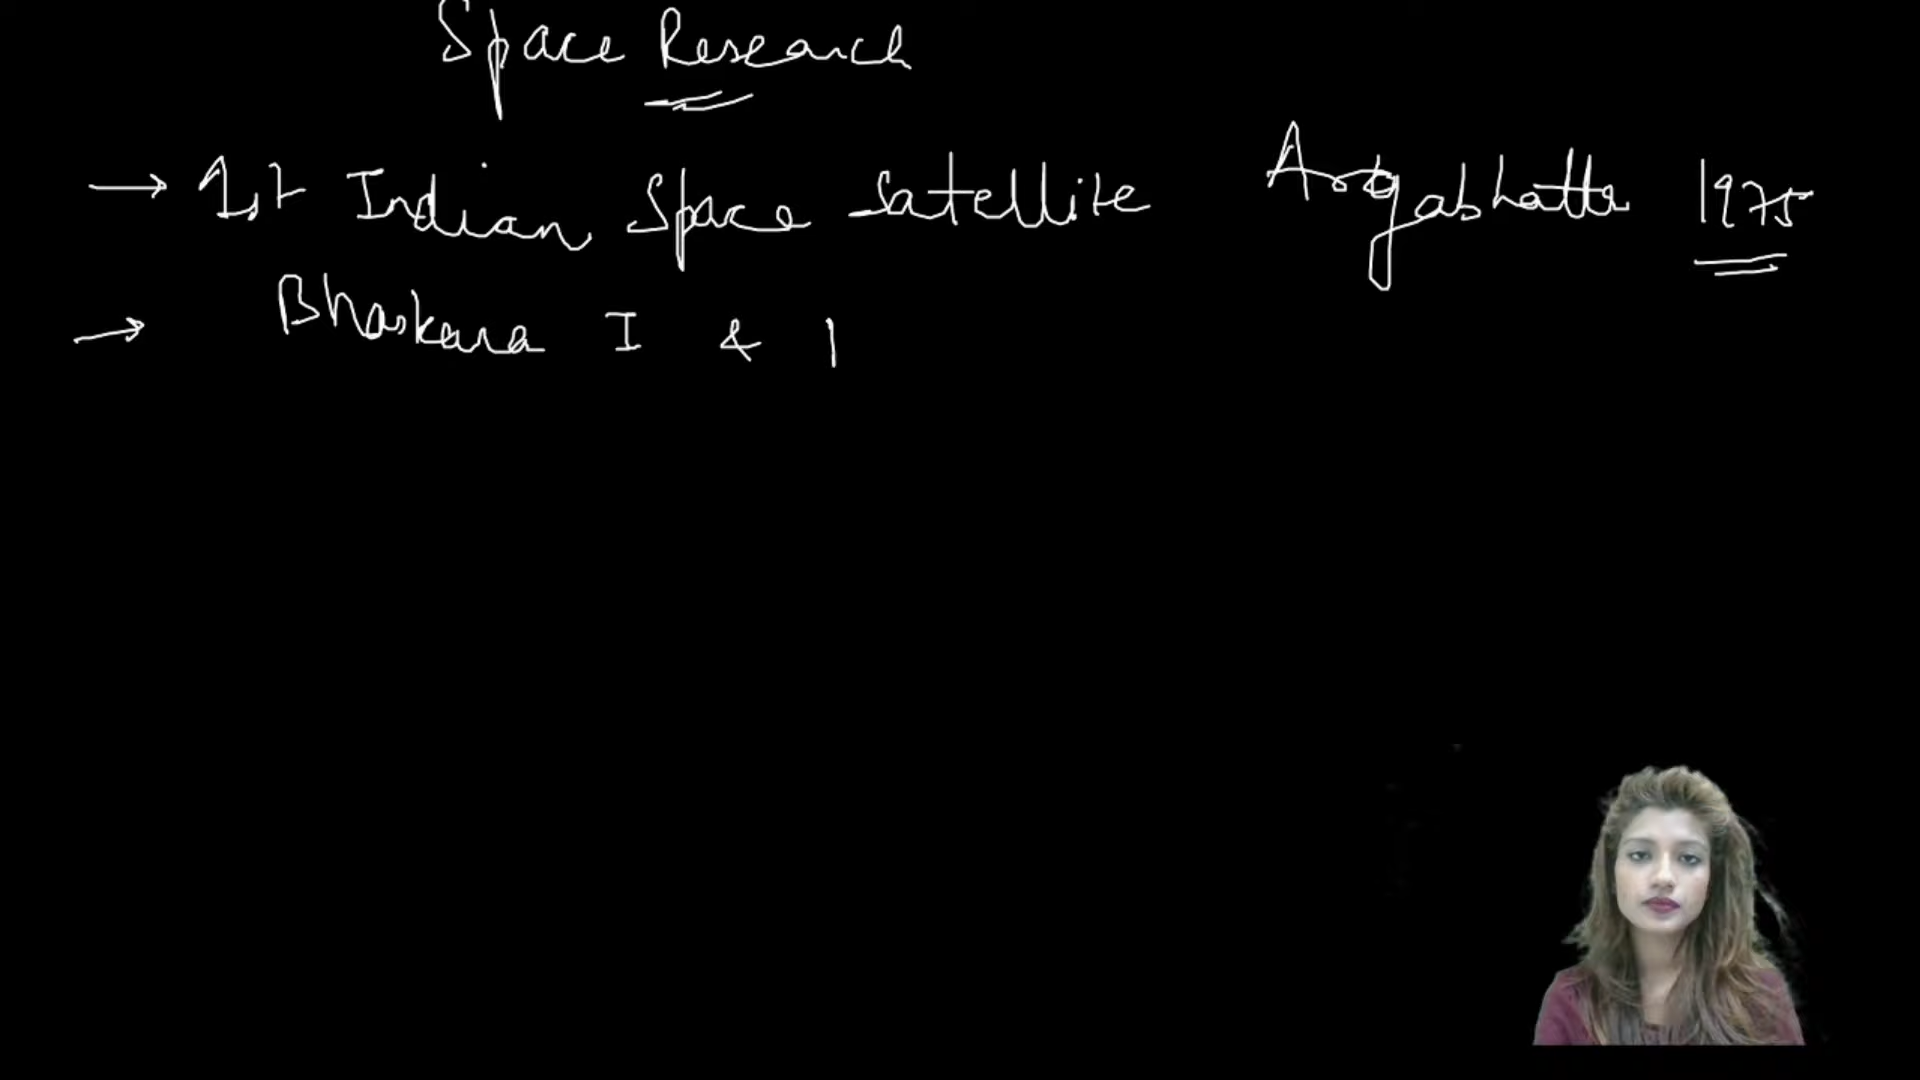 Space Research
→ 1st Indian Space Satellite Aryabhatta 1975
→ Bhaskara I & I